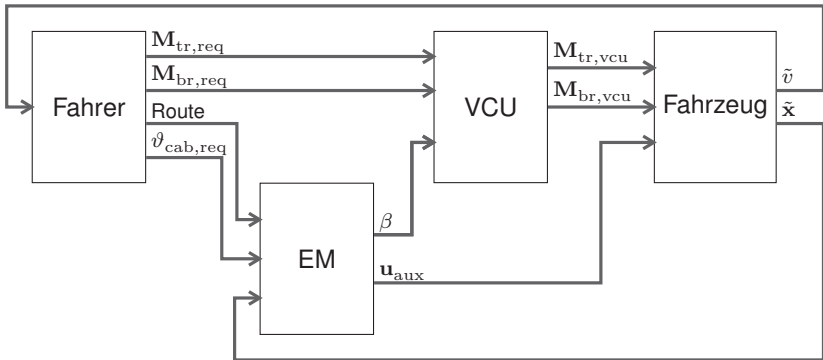 Fahrer
M_tr,req
M_br,req
Route
ϑ_cab,req
VCU
M_tr,vcu
M_br,vcu
Fahrzeug
ṽ
x̃
EM
β
u_aux